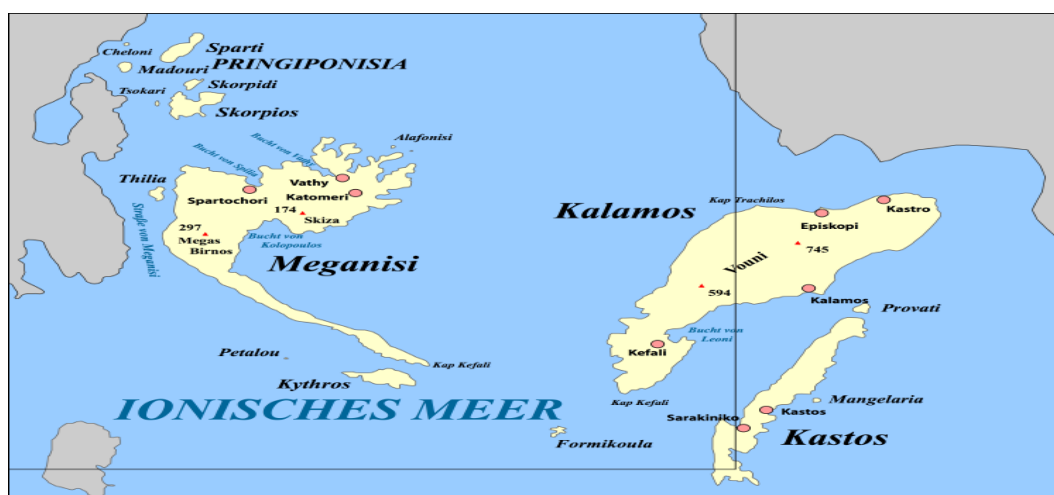 Cheloni
Sparti
Madouri
PRINGIPONISIA
Tsokari
Skorpidi
Skorpios
Bucht von Vathy
Alafonisi
Bucht von Spilia
Thilia
Vathy
Spartochori
Katomeri
174
Skiza
297
Megas
Birnos
Straße von Meganisi
Bucht von
Kolopoulos
Meganisi
Kalamos
Kap Trachilos
Kastro
Episkopi
745
Vouni
594
Kalamos
Provati
Bucht von
Leoni
Kefali
Petalou
Kap Kefali
Kythros
IONISCHES MEER
Kap Kefali
Mangelaria
Kastos
Sarakiniko
Formikoula
Kastos